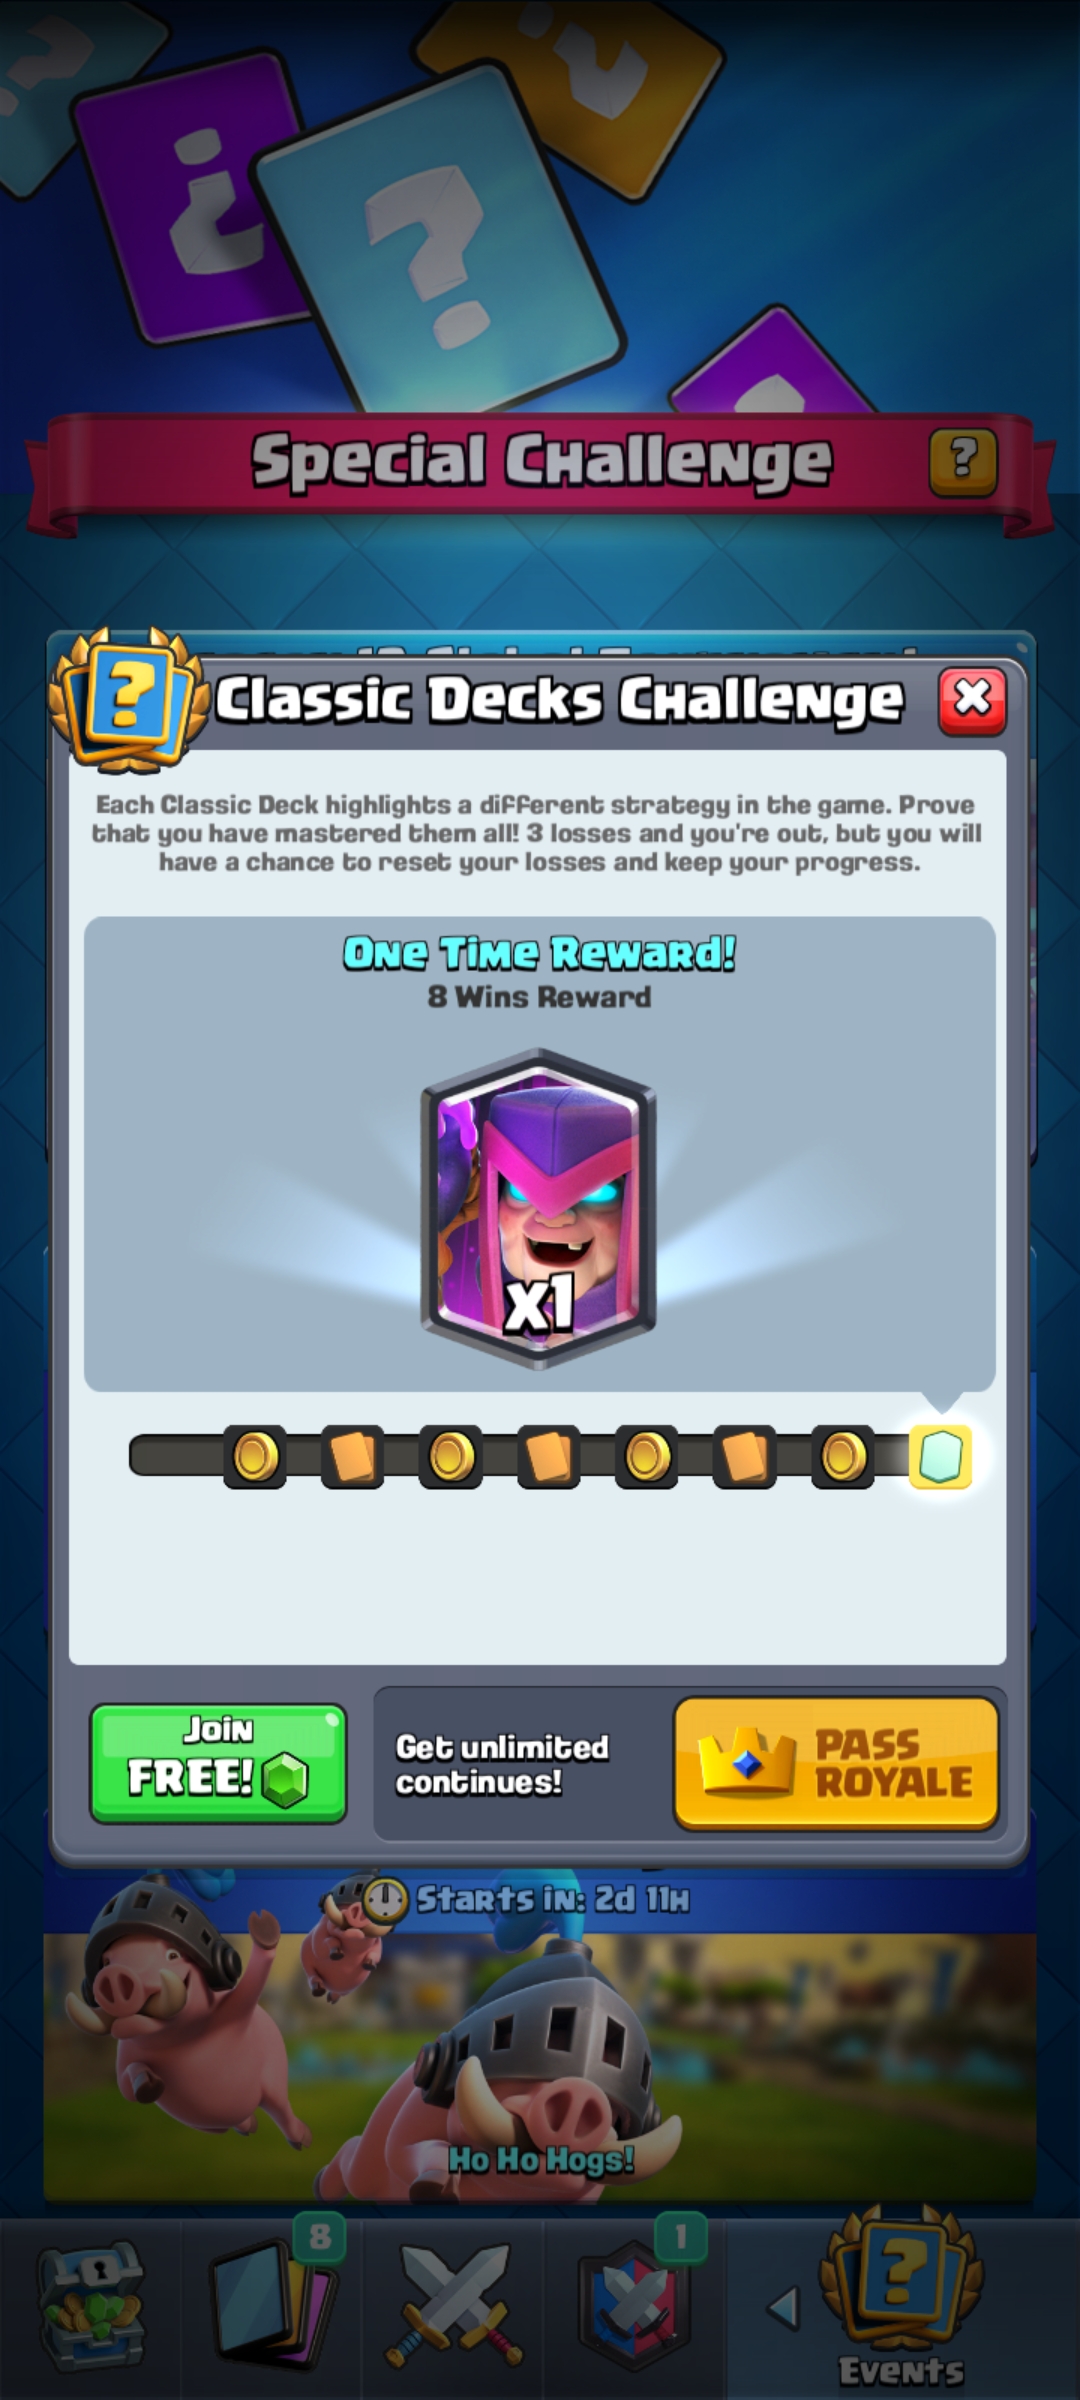 Special Challenge
?
Classic Decks Challenge
Each Classic Deck highlights a different strategy in the game. Prove
that you have mastered them all! 3 losses and you're out, but you will
have a chance to reset your losses and keep your progress.
One Time Reward!
8 Wins Reward
x1
Join
FREE!
Get unlimited
continues!
PASS
ROYALE
Starts in: 2d 11H
Ho Ho Hogs!
8
1
Events